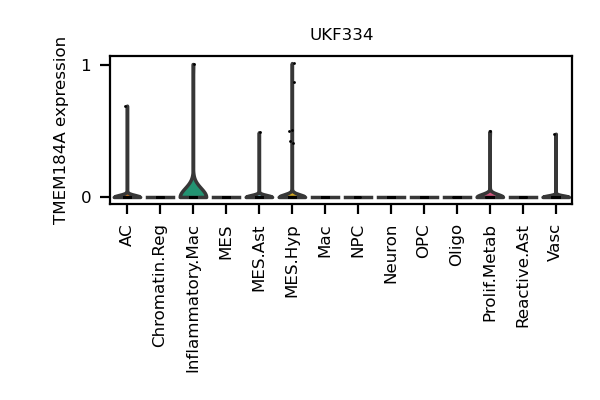 UKF334
TMEM184A expression
1
0
AC
Chromatin.Reg
Inflammatory.Mac
MES
MES.Ast
MES.Hyp
Mac
NPC
Neuron
OPC
Oligo
Prolif.Metab
Reactive.Ast
Vasc